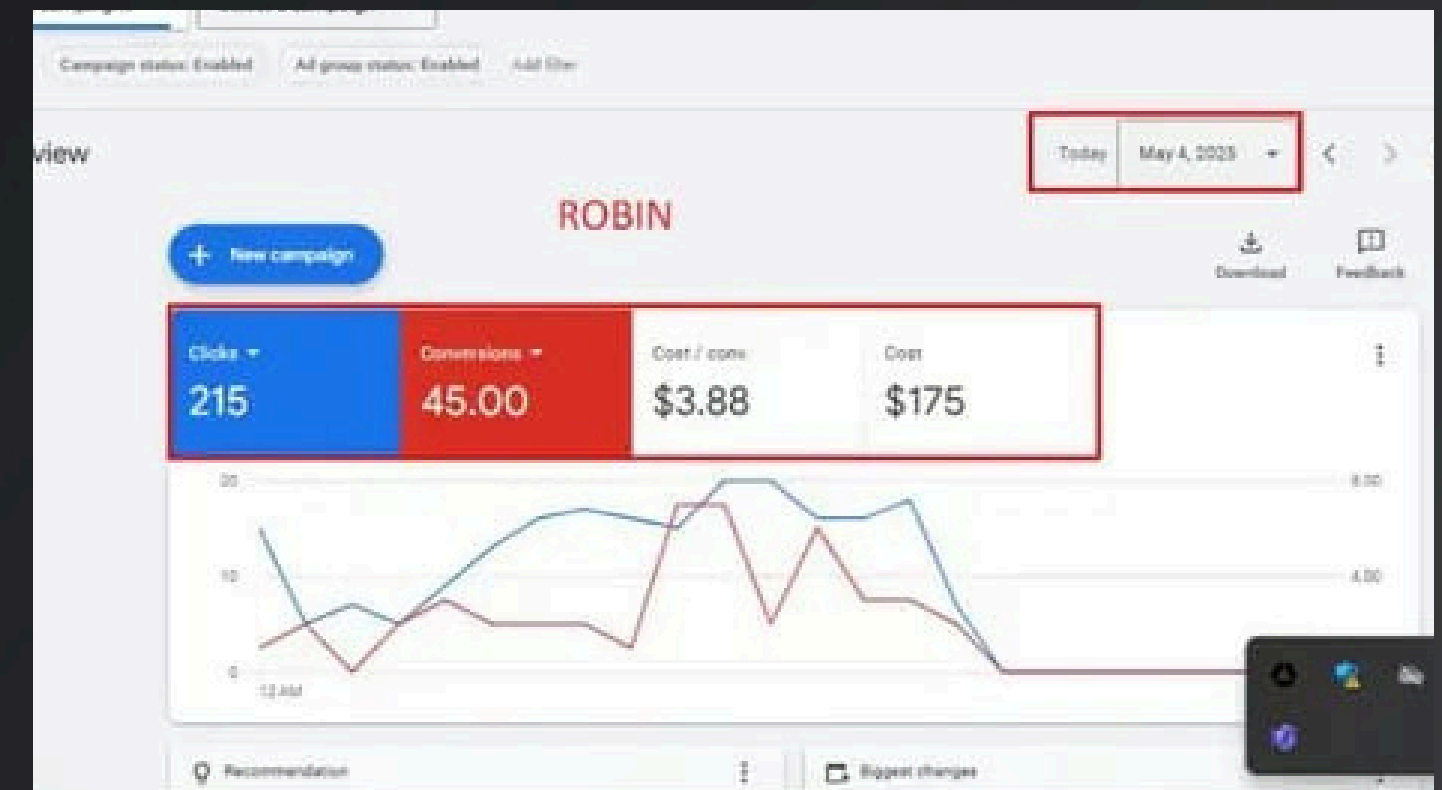 Campaign status: Enabled Ad group status: Enabled Add filter
view
Today May 4, 2023
ROBIN
+ New campaign
Download Feedback
Clicks Conversions Cost / conv. Cost
215 45.00 $3.88 $175
20 8.00
10 4.00
0
12 AM
Recommendation Biggest changes